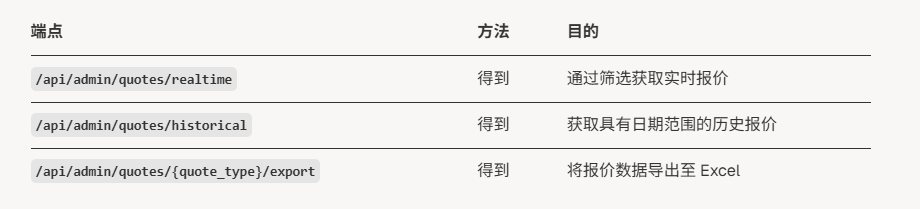 端点 方法 目的
/api/admin/quotes/realtime 得到 通过筛选获取实时报价
/api/admin/quotes/historical 得到 获取具有日期范围的历史报价
/api/admin/quotes/{quote_type}/export 得到 将报价数据导出至 Excel